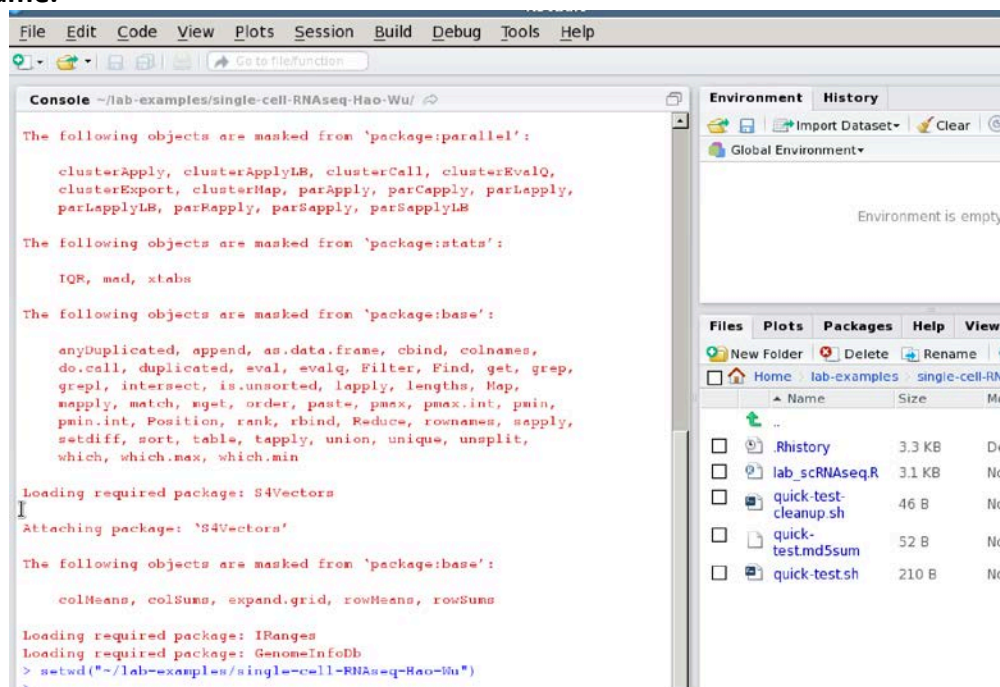 File Edit Code View Plots Session Build Debug Tools Help
Go to file/function
Console ~/lab-examples/single-cell-RNAseq-Hao-Wu/
The following objects are masked from ‘package:parallel’:
clusterApply, clusterApplyLB, clusterCall, clusterEvalQ,
clusterExport, clusterMap, parApply, parCapply, parLapply,
parLapplyLB, parRapply, parSapply, parSapplyLB
The following objects are masked from ‘package:stats’:
IQR, mad, xtabs
The following objects are masked from ‘package:base’:
anyDuplicated, append, as.data.frame, cbind, colnames,
do.call, duplicated, eval, evalq, Filter, Find, get, grep,
grepl, intersect, is.unsorted, lapply, lengths, Map,
mapply, match, mget, order, paste, pmax, pmax.int, pmin,
pmin.int, Position, rank, rbind, Reduce, rownames, sapply,
setdiff, sort, table, tapply, union, unique, unsplit,
which, which.max, which.min
Loading required package: S4Vectors
Attaching package: ‘S4Vectors’
The following objects are masked from ‘package:base’:
colMeans, colSums, expand.grid, rowMeans, rowSums
Loading required package: IRanges
Loading required package: GenomeInfoDb
> setwd("~/lab-examples/single-cell-RNAseq-Hao-Wu")
>
Environment History
Import Dataset Clear
Global Environment
Environment is empty
Files Plots Packages Help View
New Folder Delete Rename
Home lab-examples single-cell-RN
Name Size M
..
.Rhistory 3.3 KB De
lab_scRNAseq.R 3.1 KB No
quick-test-
cleanup.sh 46 B No
quick-
test.md5sum 52 B No
quick-test.sh 210 B No